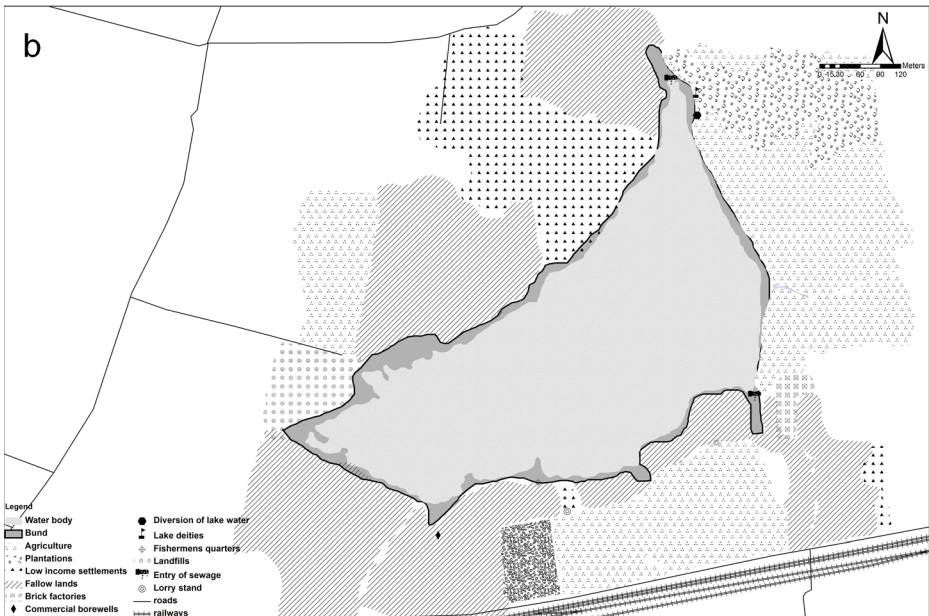 b
N
Meters
0 15 30 60 90 120
Legend
Water body
Bund
Agriculture
Plantations
Low income settlements
Fallow lands
Brick factories
Commercial borewells
Diversion of lake water
Lake deities
Fishermens quarters
Landfills
Entry of sewage
Lorry stand
roads
railways